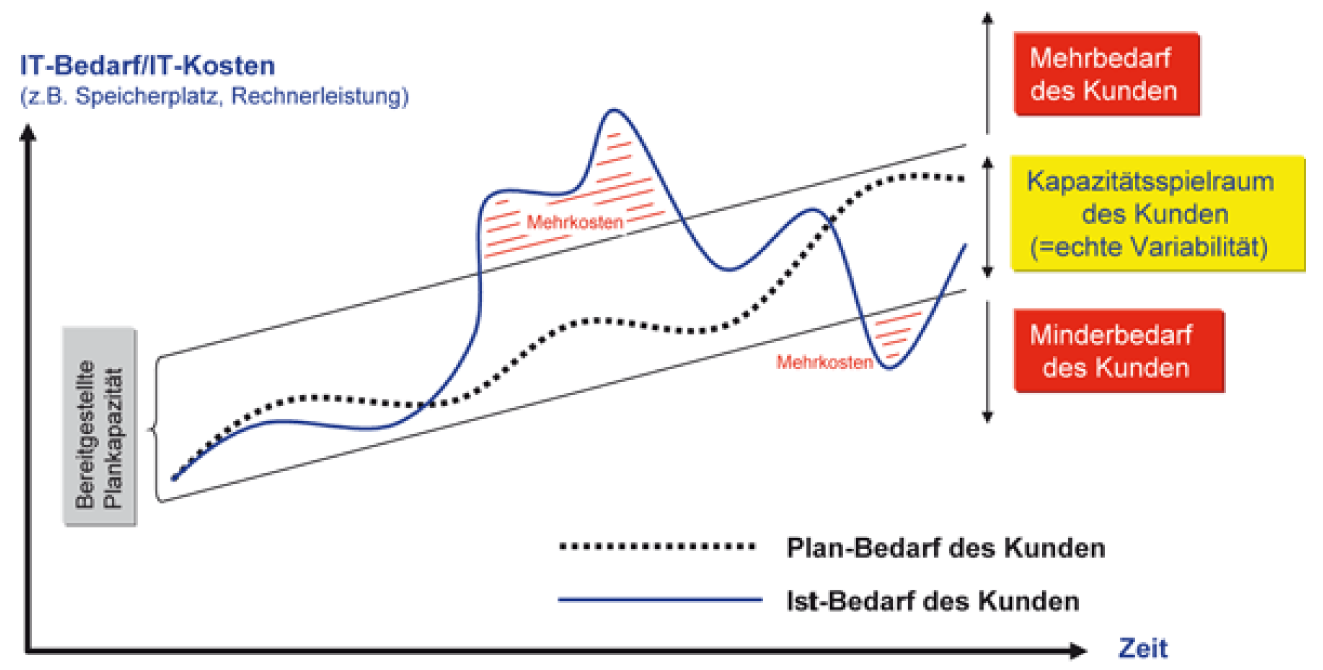 IT-Bedarf/IT-Kosten
(z.B. Speicherplatz, Rechnerleistung)
Mehrbedarf
des Kunden
Kapazitätsspielraum
des Kunden
(=echte Variabilität)
Mehrkosten
Bereitgestellte
Plankapazität
Mehrkosten
Minderbedarf
des Kunden
Plan-Bedarf des Kunden
Ist-Bedarf des Kunden
Zeit